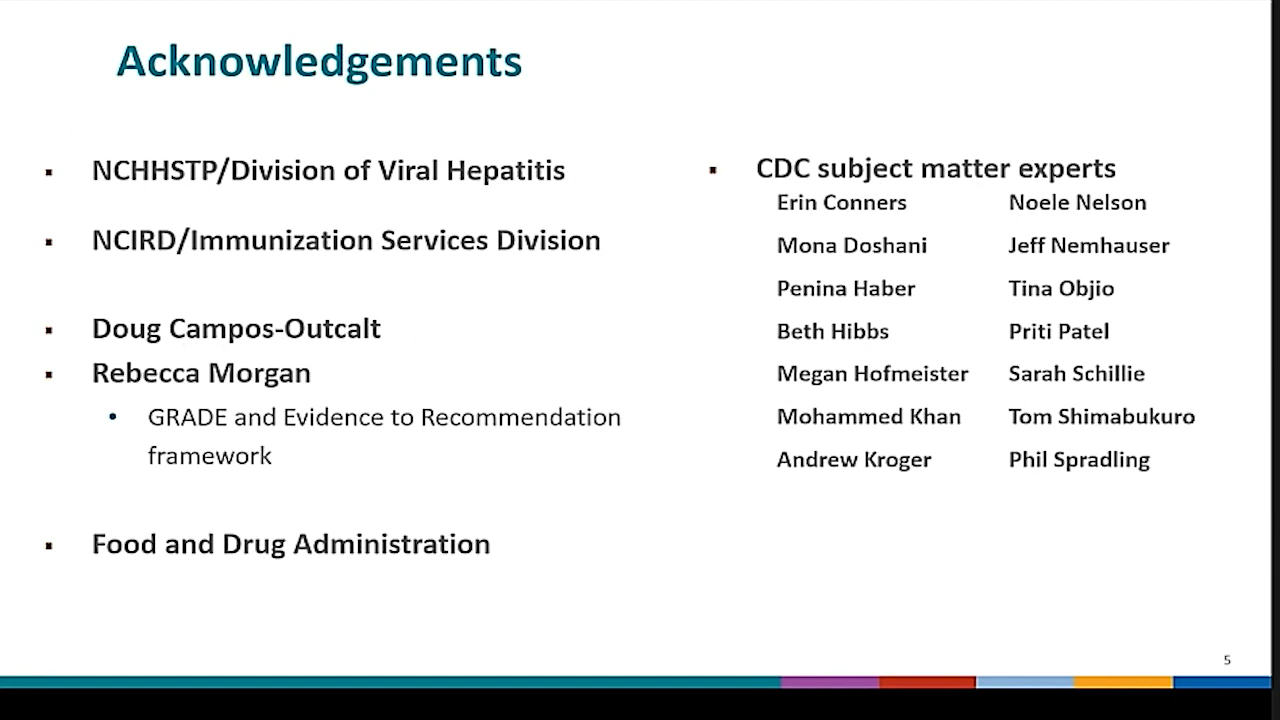 Acknowledgements
NCHHSTP/Division of Viral Hepatitis
NCIRD/Immunization Services Division
Doug Campos-Outcalt
Rebecca Morgan
GRADE and Evidence to Recommendation
framework
Food and Drug Administration
CDC subject matter experts
Erin Conners
Mona Doshani
Penina Haber
Beth Hibbs
Megan Hofmeister
Mohammed Khan
Andrew Kroger
Noele Nelson
Jeff Nemhauser
Tina Objio
Priti Patel
Sarah Schillie
Tom Shimabukuro
Phil Spradling
5